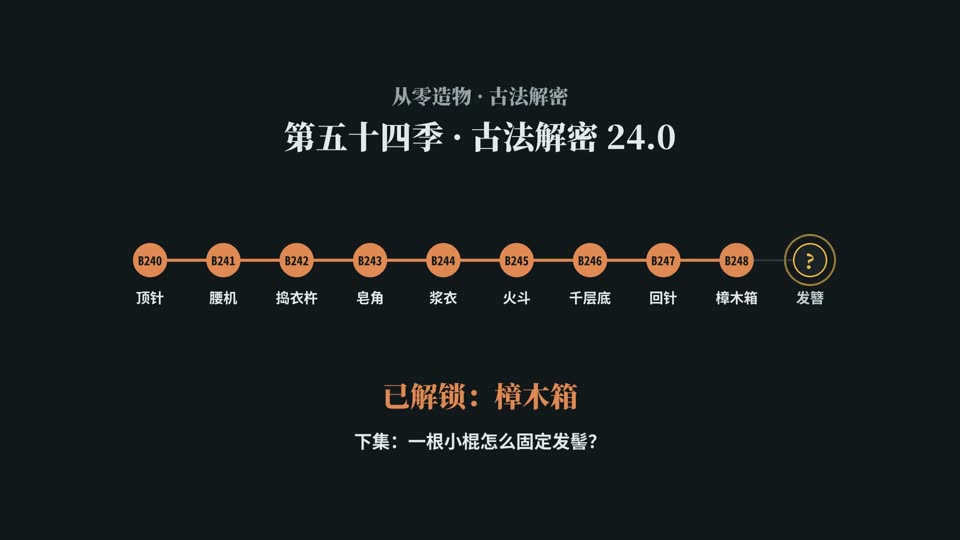 从零造物 · 古法解密
第五十四季 · 古法解密 24.0
B240 B241 B242 B243 B244 B245 B246 B247 B248 ?
顶针 腰机 捣衣杵 皂角 浆衣 火斗 千层底 回针 樟木箱 发簪
已解锁：樟木箱
下集：一根小棍怎么固定发髻？